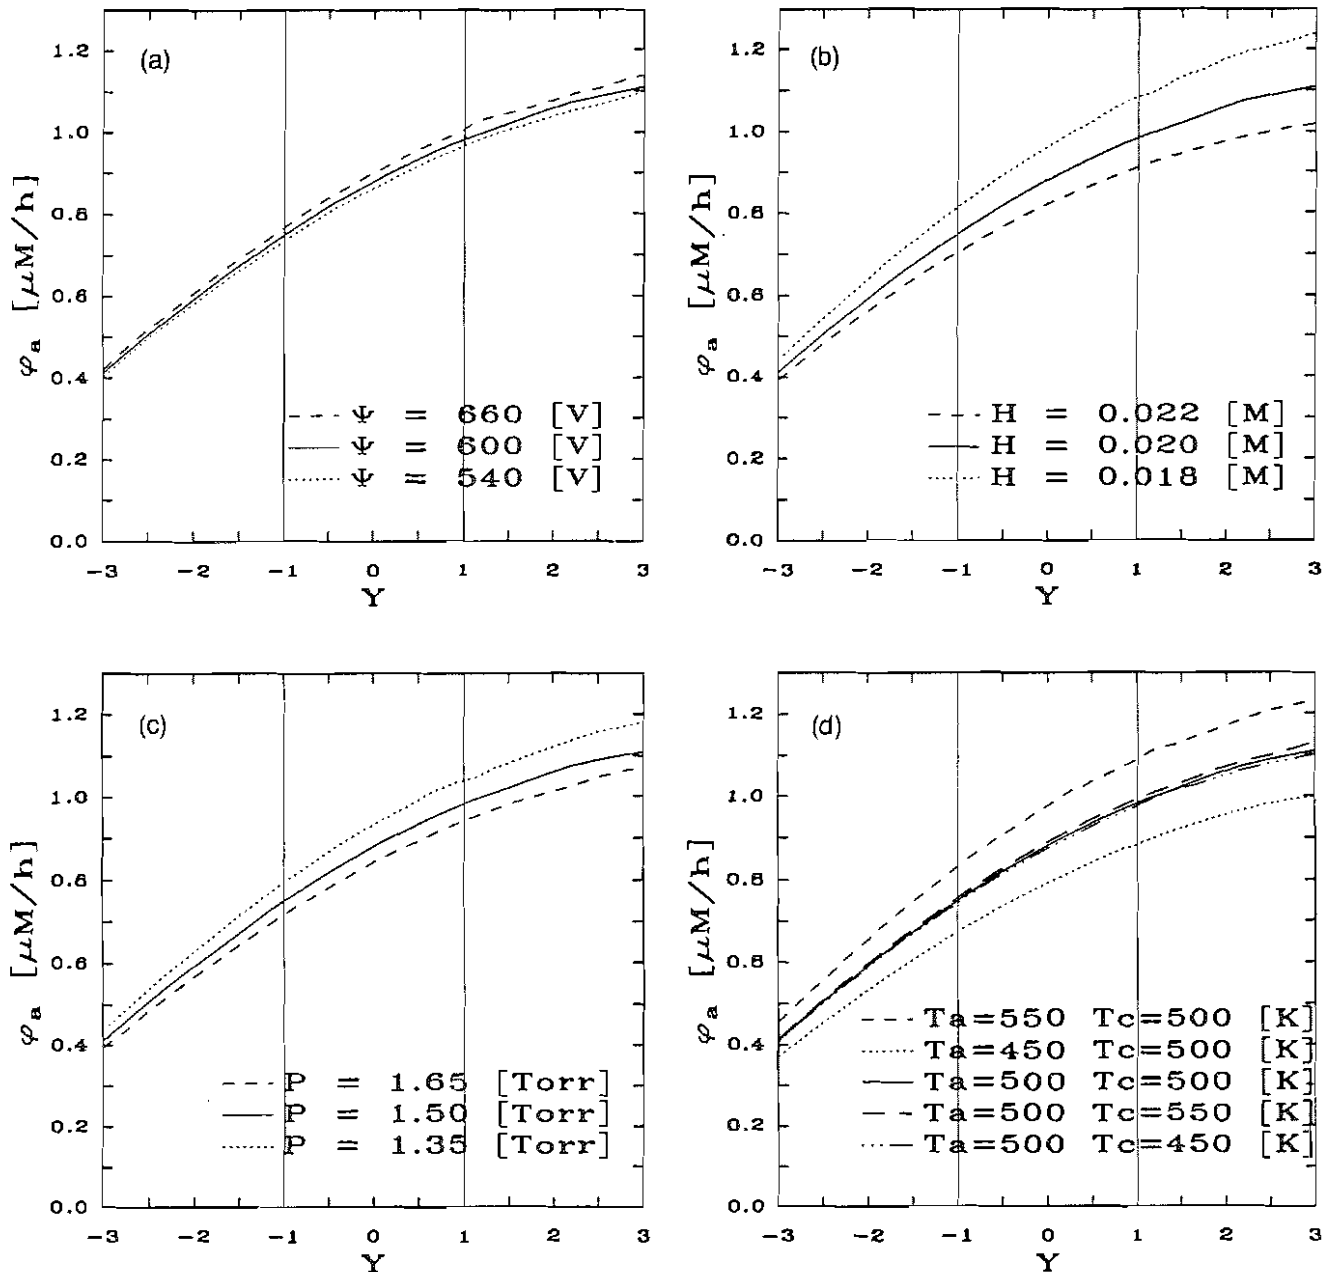 (a)
1.2
1.0
0.8
0.6
0.4
0.2
0.0
φa [μM/h]
Ψ = 660 [V]
Ψ = 600 [V]
Ψ = 540 [V]
-3 -2 -1 0 1 2 3
Y
(b)
1.2
1.0
0.8
0.6
0.4
0.2
0.0
φa [μM/h]
H = 0.022 [M]
H = 0.020 [M]
H = 0.018 [M]
-3 -2 -1 0 1 2 3
Y
(c)
1.2
1.0
0.8
0.6
0.4
0.2
0.0
φa [μM/h]
P = 1.65 [Torr]
P = 1.50 [Torr]
P = 1.35 [Torr]
-3 -2 -1 0 1 2 3
Y
(d)
1.2
1.0
0.8
0.6
0.4
0.2
0.0
φa [μM/h]
Ta=550 Tc=500 [K]
Ta=450 Tc=500 [K]
Ta=500 Tc=500 [K]
Ta=500 Tc=550 [K]
Ta=500 Tc=450 [K]
-3 -2 -1 0 1 2 3
Y